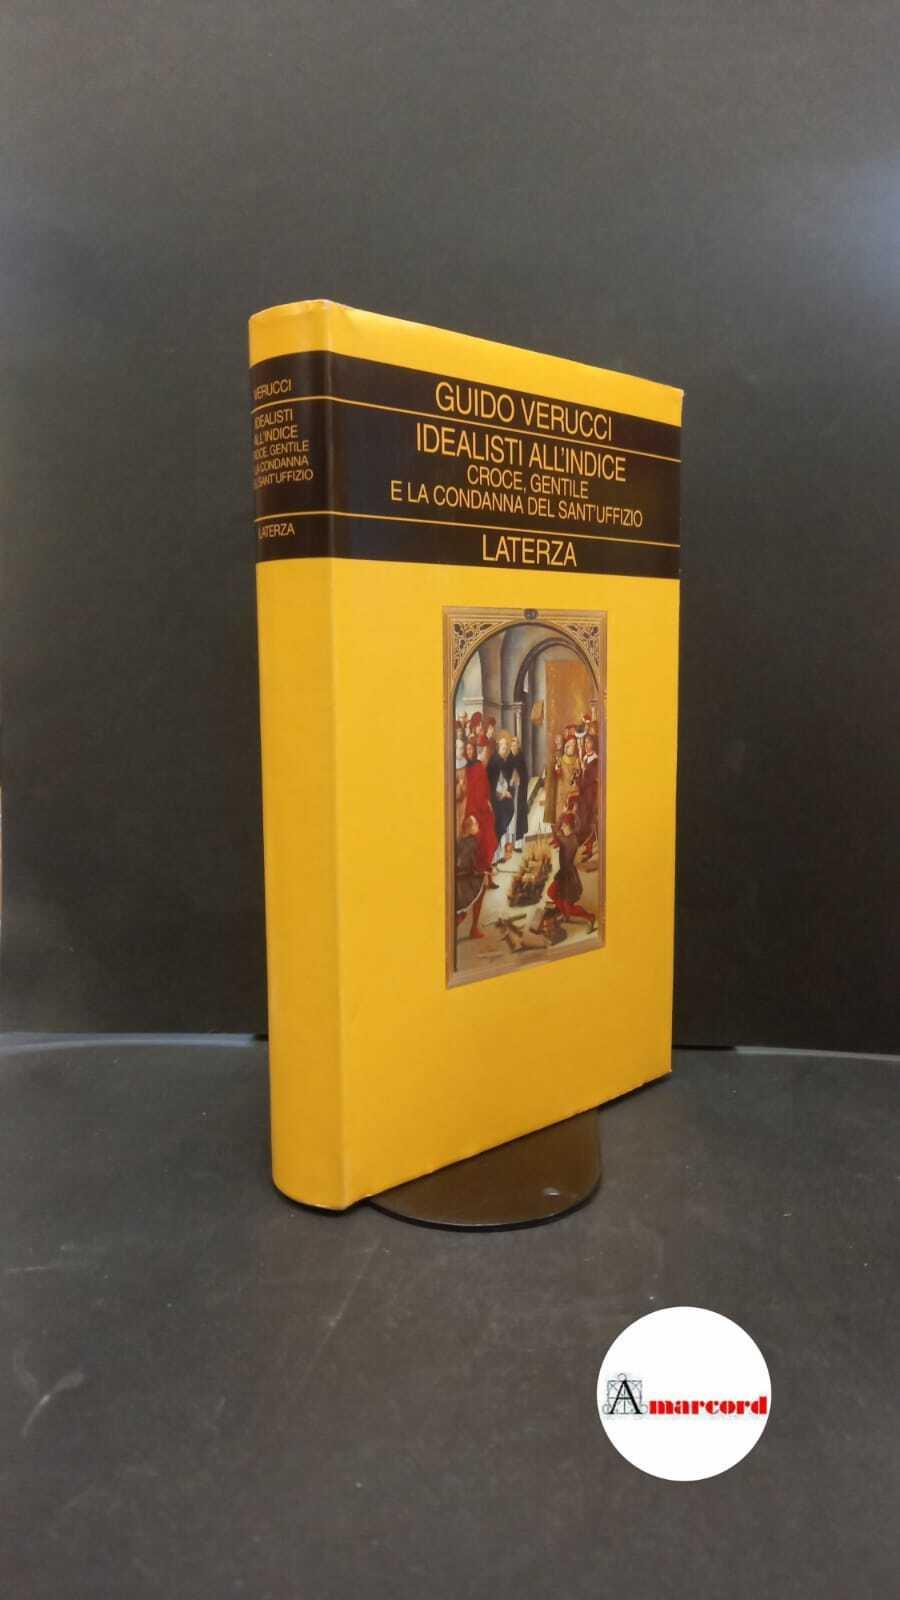 VERUCCI
IDEALISTI
ALL'INDICE
CROCE, GENTILE
LA CONDANNA
SANT'UFFIZIO
LATERZA
GUIDO VERUCCI
IDEALISTI ALL'INDICE
CROCE, GENTILE
E LA CONDANNA DEL SANT'UFFIZIO
LATERZA
Amarcord